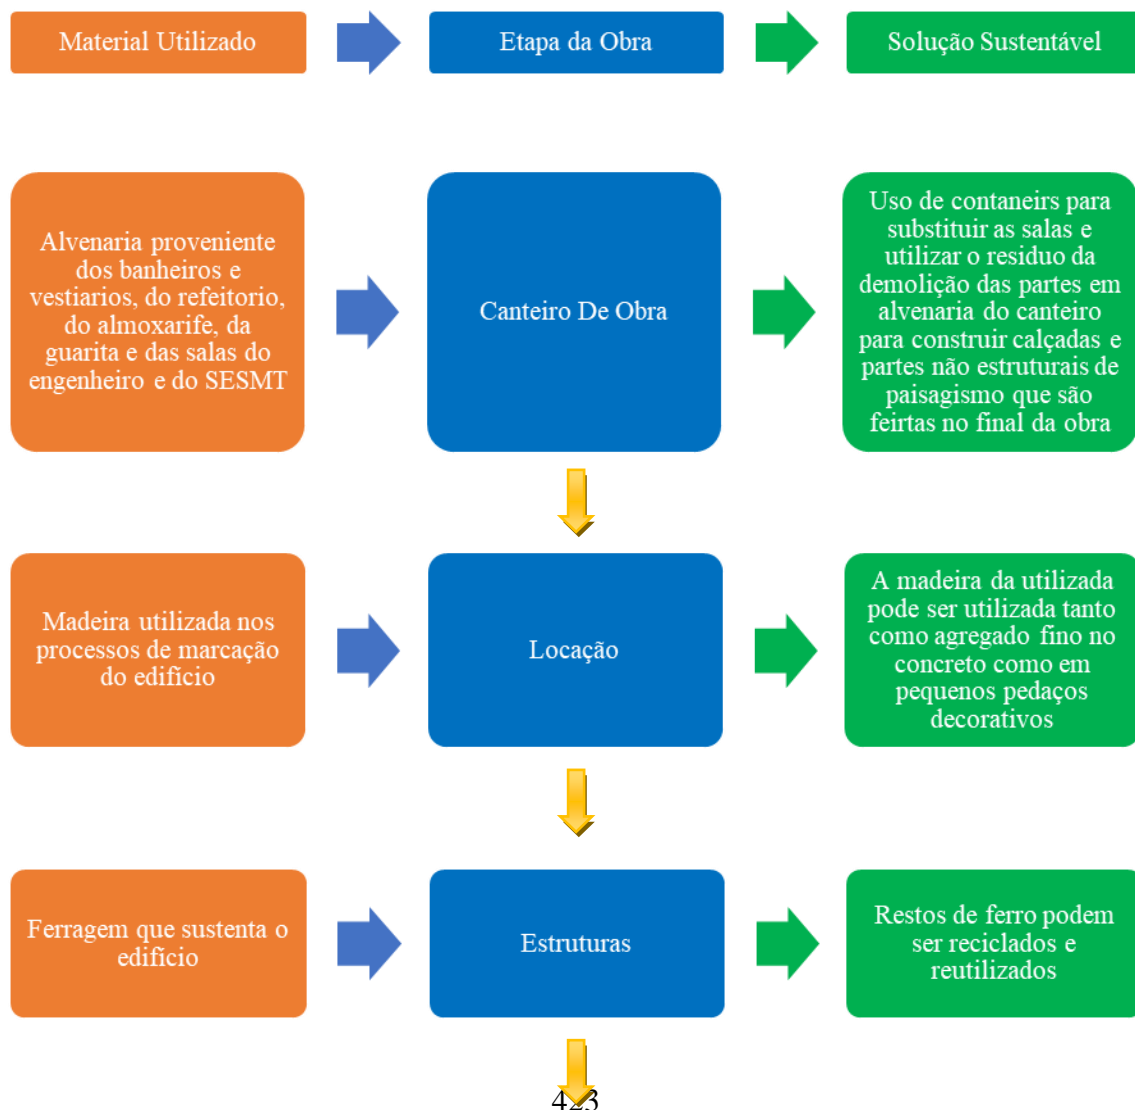 Material Utilizado
Etapa da Obra
Solução Sustentável
Alvenaria proveniente
dos banheiros e
vestiarios, do refeitorio,
do almoxarife, da
guarita e das salas do
engenheiro e do SESMT
Canteiro De Obra
Uso de contaneirs para
substituir as salas e
utilizar o residuo da
demolição das partes em
alvenaria do canteiro
para construir calçadas e
partes não estruturais de
paisagismo que são
feirtas no final da obra
Madeira utilizada nos
processos de marcação
do edifício
Locação
A madeira da utilizada
pode ser utilizada tanto
como agregado fino no
concreto como em
pequenos pedaços
decorativos
Ferragem que sustenta o
edifício
Estruturas
Restos de ferro podem
ser reciclados e
reutilizados
423